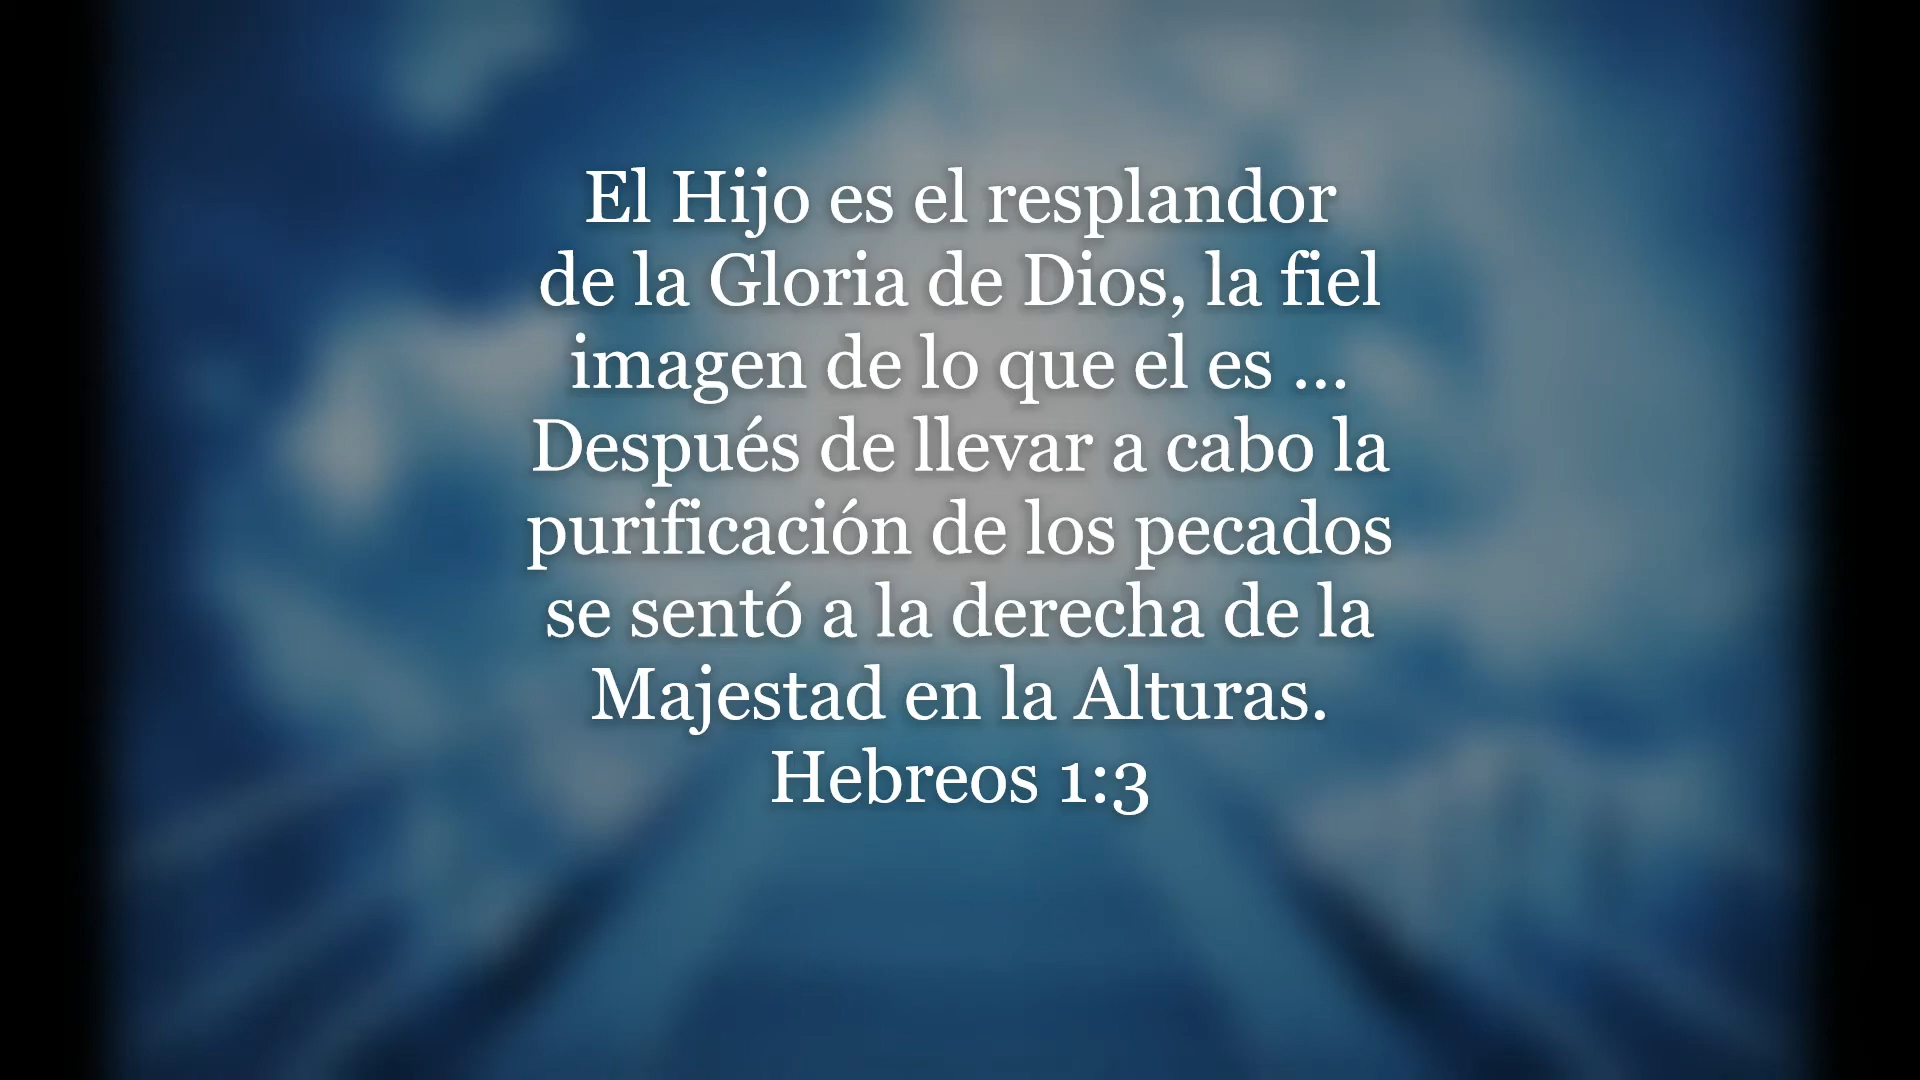 El Hijo es el resplandor
de la Gloria de Dios, la fiel
imagen de lo que el es ...
Después de llevar a cabo la
purificación de los pecados
se sentó a la derecha de la
Majestad en la Alturas.
Hebreos 1:3